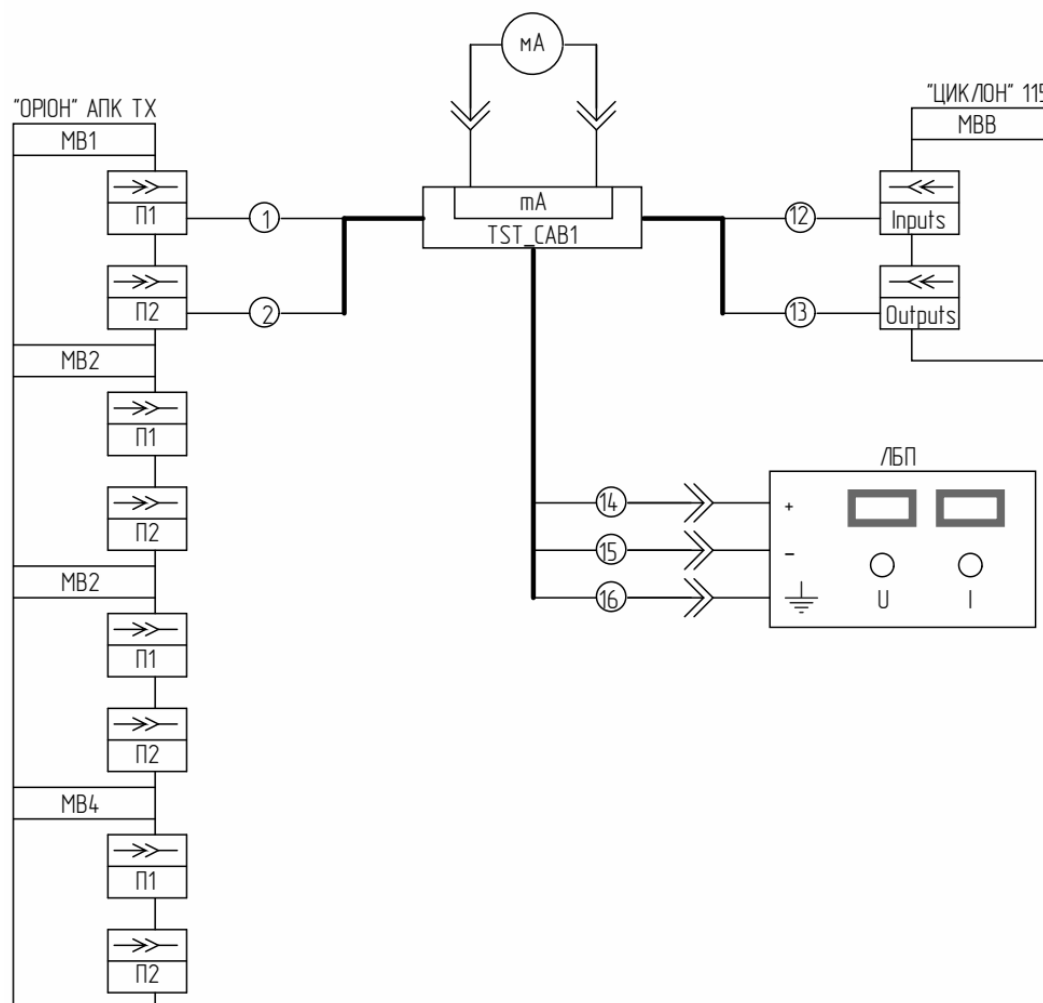 мА
"ОРІОН" АПК ТХ
МВ1
П1
1
П2
2
mA
TST_CAB1
"ЦИКЛОН" 115
МВВ
12
Inputs
13
Outputs
МВ2
П1
П2
ЛБП
14
+
15
–
16
U
I
МВ2
П1
П2
МВ4
П1
П2